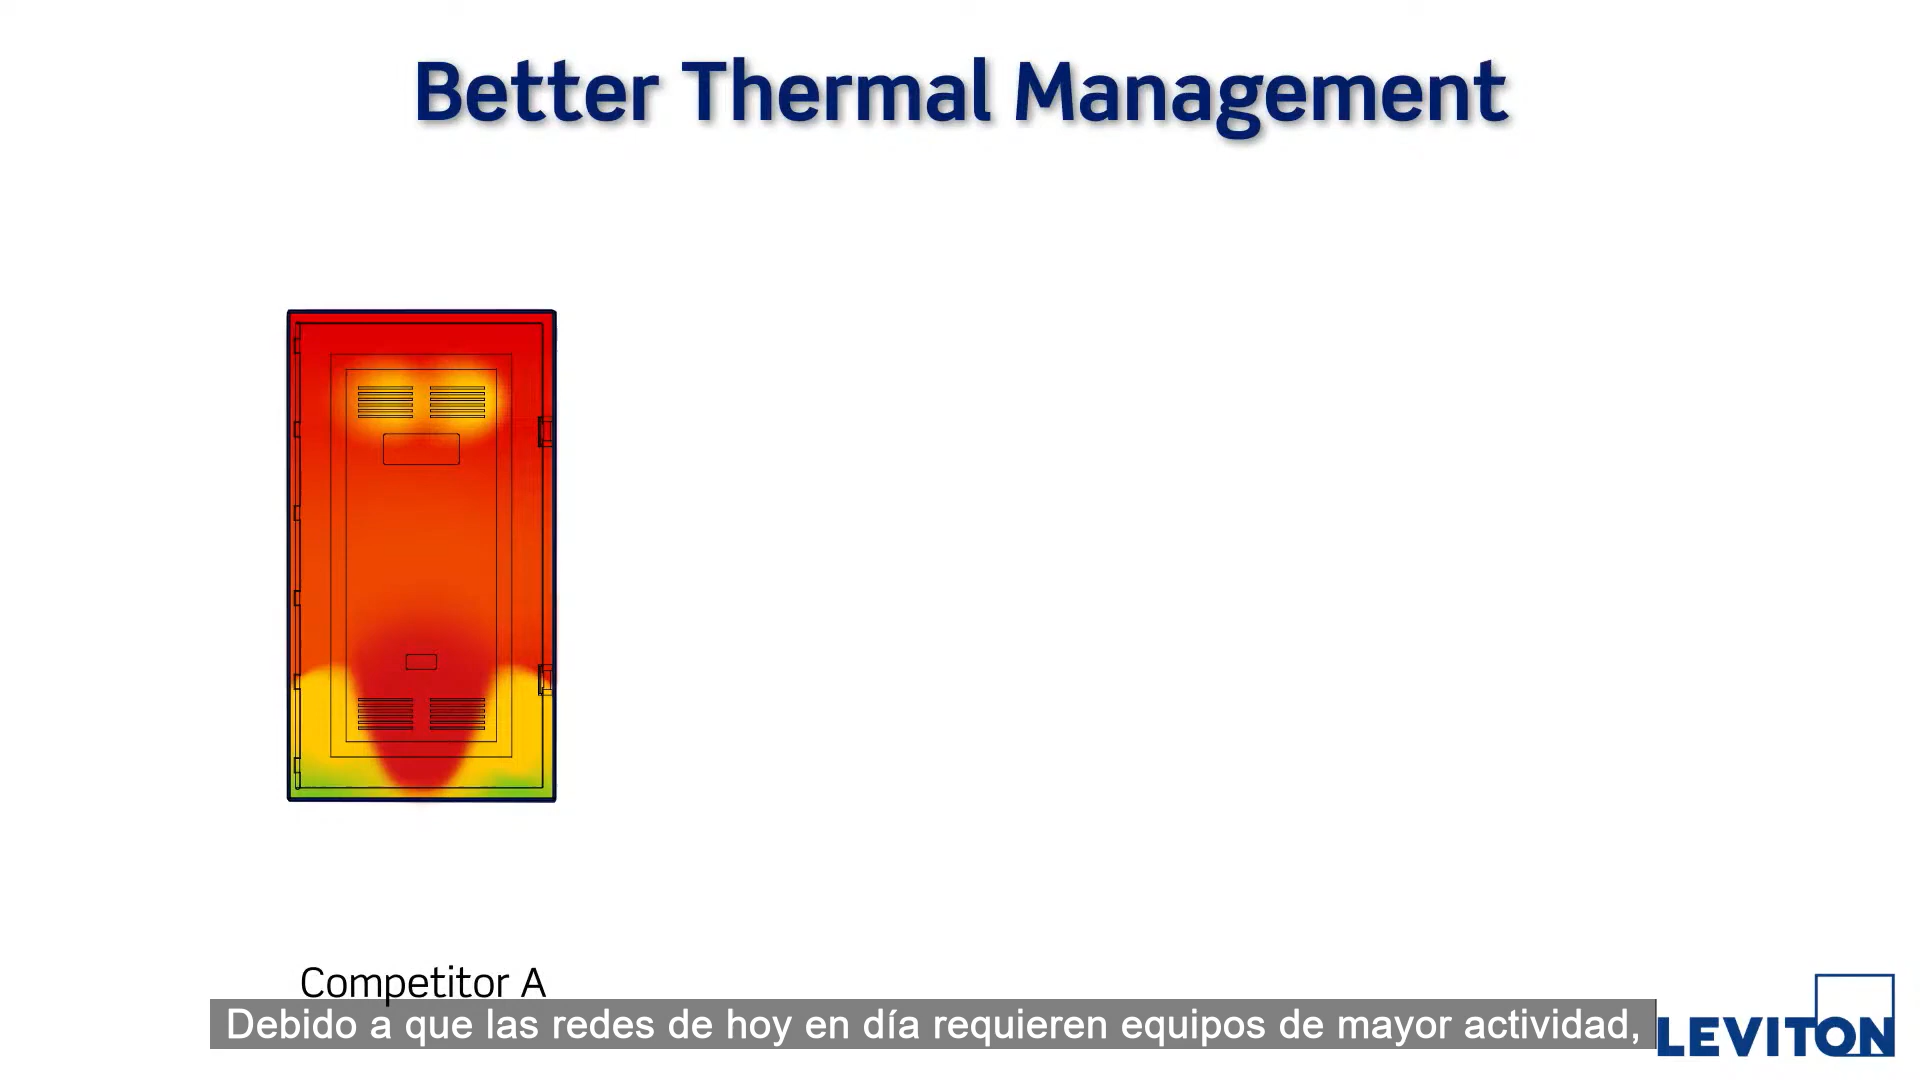 Better Thermal Management
Competitor A
Debido a que las redes de hoy en día requieren equipos de mayor actividad,
LEVITON